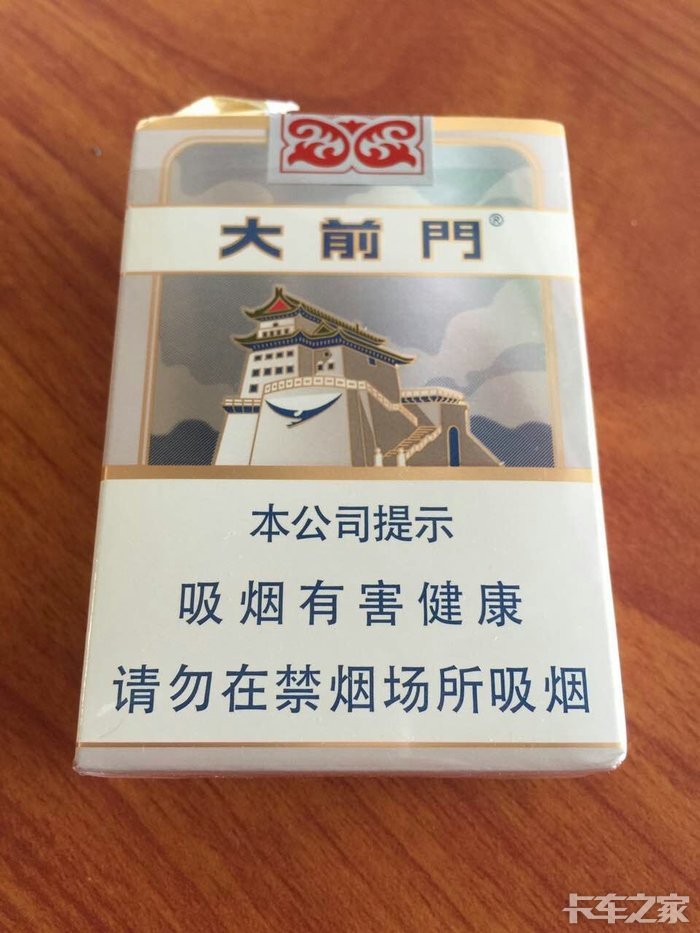 大前門®
本公司提示
吸烟有害健康
请勿在禁烟场所吸烟
卡车之家